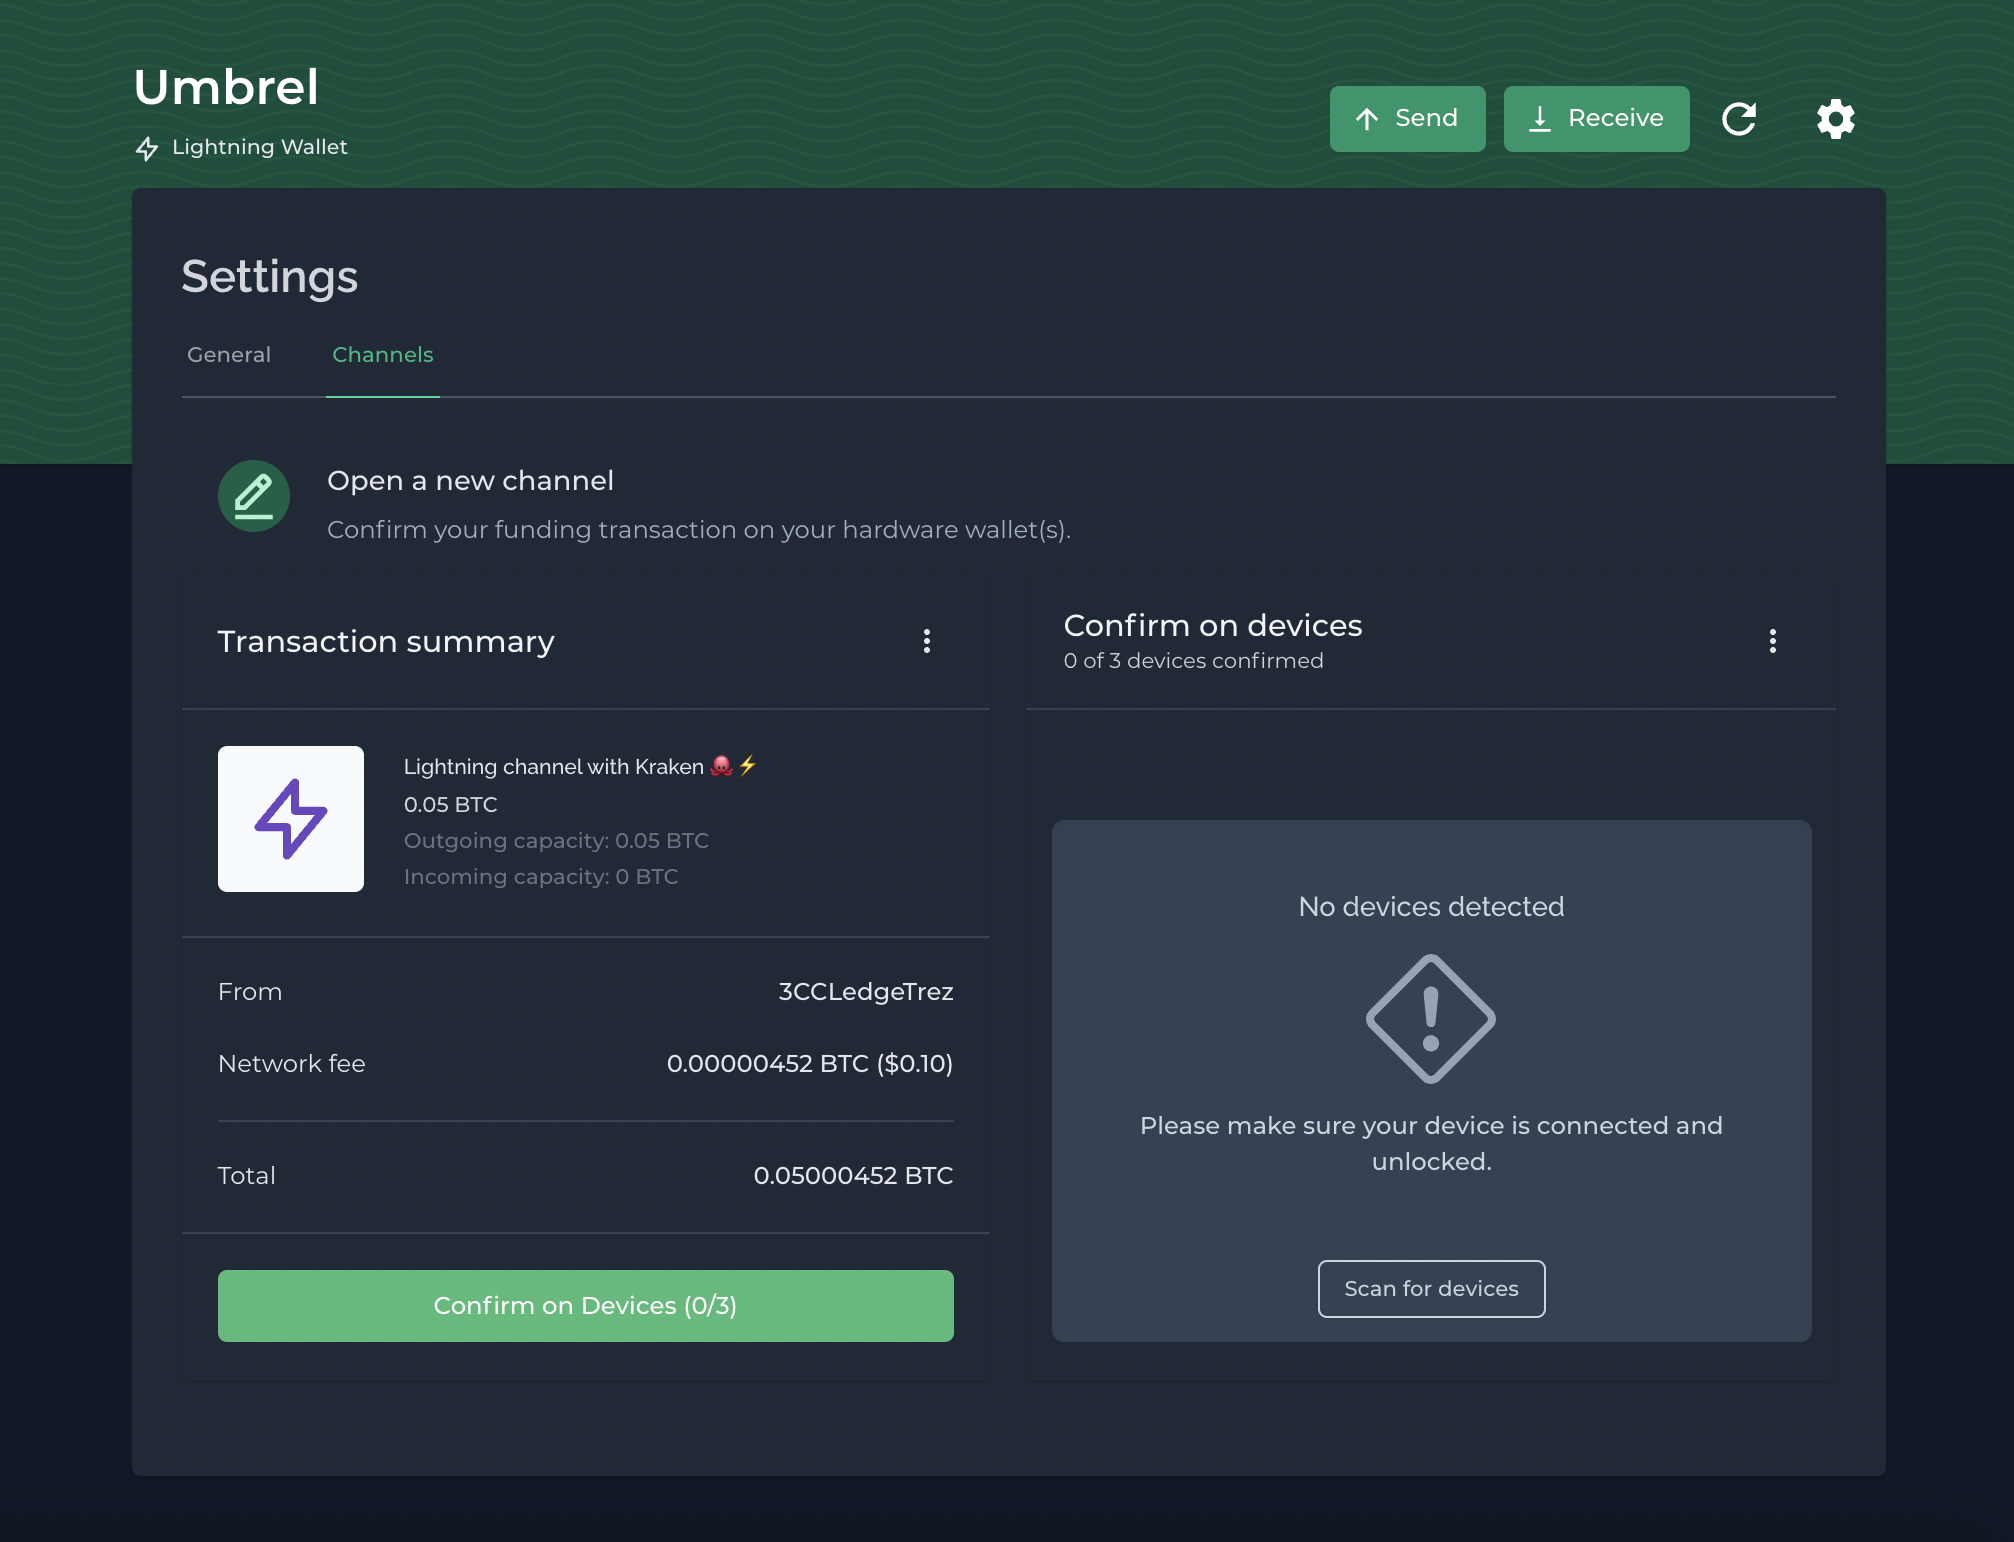 Umbrel
Lightning Wallet
Send
Receive
Settings
General
Channels
Open a new channel
Confirm your funding transaction on your hardware wallet(s).
Transaction summary
Lightning channel with Kraken 🐙⚡
0.05 BTC
Outgoing capacity: 0.05 BTC
Incoming capacity: 0 BTC
From
3CCLedgeTrez
Network fee
0.00000452 BTC ($0.10)
Total
0.05000452 BTC
Confirm on Devices (0/3)
Confirm on devices
0 of 3 devices confirmed
No devices detected
Please make sure your device is connected and
unlocked.
Scan for devices